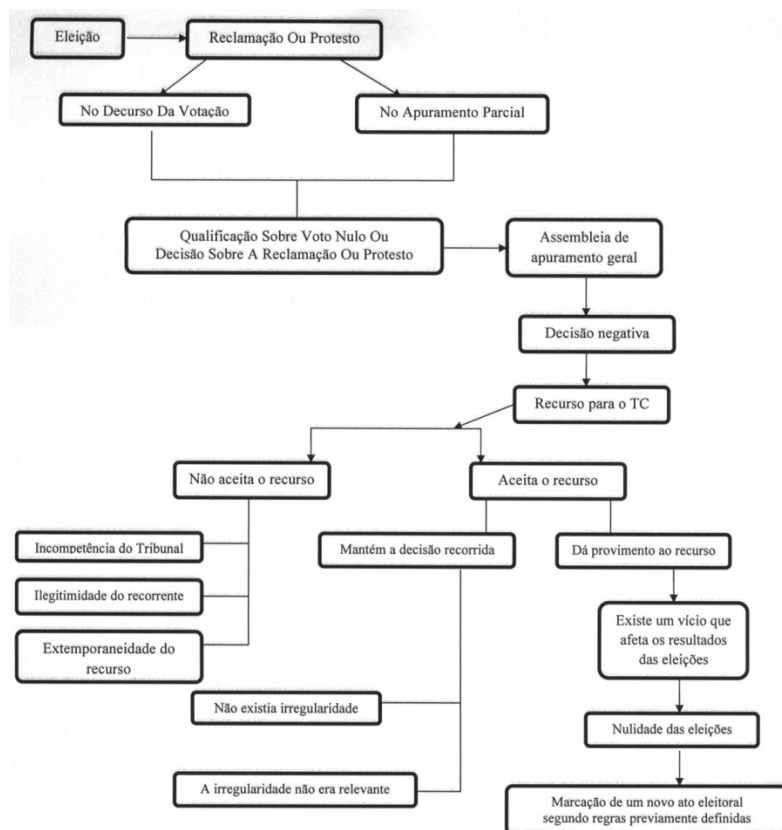 Eleição
Reclamação Ou Protesto
No Decurso Da Votação
No Apuramento Parcial
Qualificação Sobre Voto Nulo Ou
Decisão Sobre A Reclamação Ou Protesto
Assembleia de
apuramento geral
Decisão negativa
Recurso para o TC
Não aceita o recurso
Aceita o recurso
Incompetência do Tribunal
Mantém a decisão recorrida
Dá provimento ao recurso
Ilegitimidade do recorrente
Existe um vício que
afeta os resultados
das eleições
Extemporaneidade do
recurso
Não existia irregularidade
Nulidade das eleições
A irregularidade não era relevante
Marcação de um novo ato eleitoral
segundo regras previamente definidas